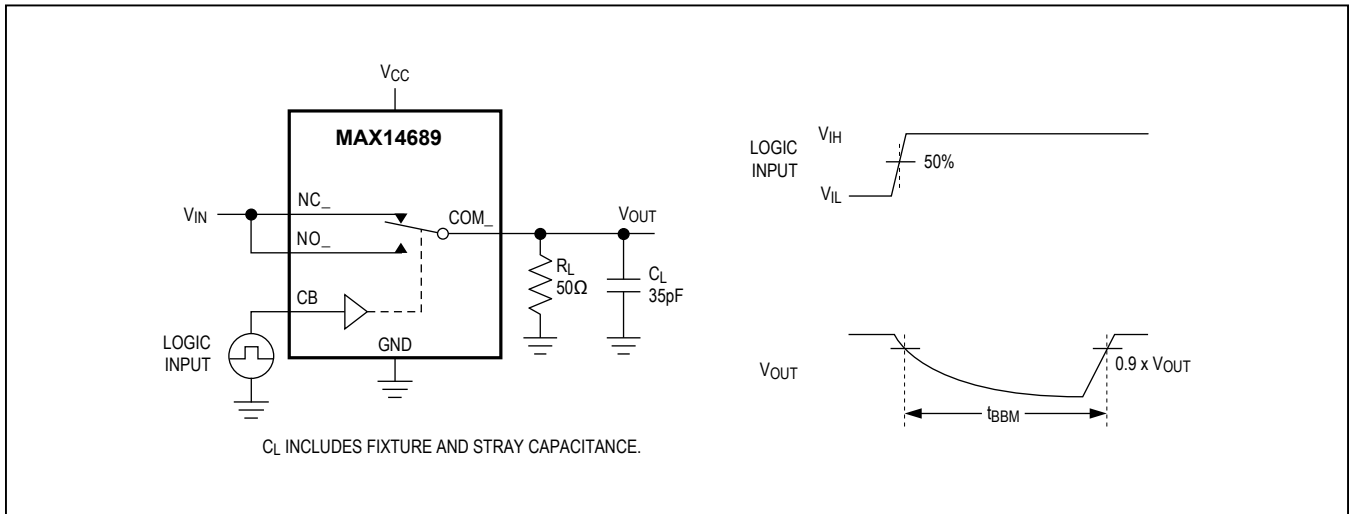 VCC
MAX14689
NC_
VIN
COM_
VOUT
NO_
RL
50Ω
CL
35pF
CB
LOGIC
INPUT
GND
CL INCLUDES FIXTURE AND STRAY CAPACITANCE.
LOGIC
INPUT
VIH
50%
VIL
VOUT
0.9 x VOUT
tBBM